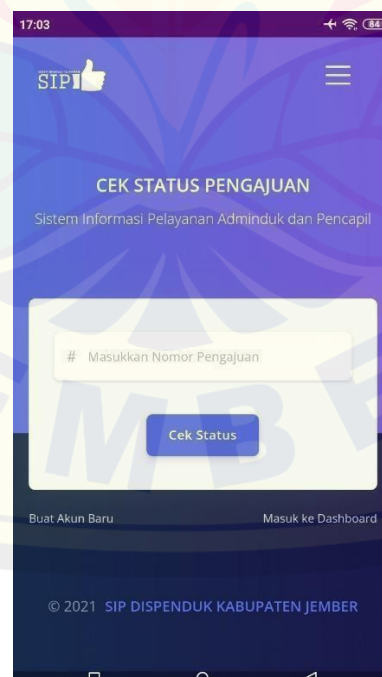 17:03
84
SIP
CEK STATUS PENGAJUAN
Sistem Informasi Pelayanan Adminduk dan Pencapil
# Masukkan Nomor Pengajuan
Cek Status
Buat Akun Baru
Masuk ke Dashboard
© 2021 SIP DISPENDUK KABUPATEN JEMBER